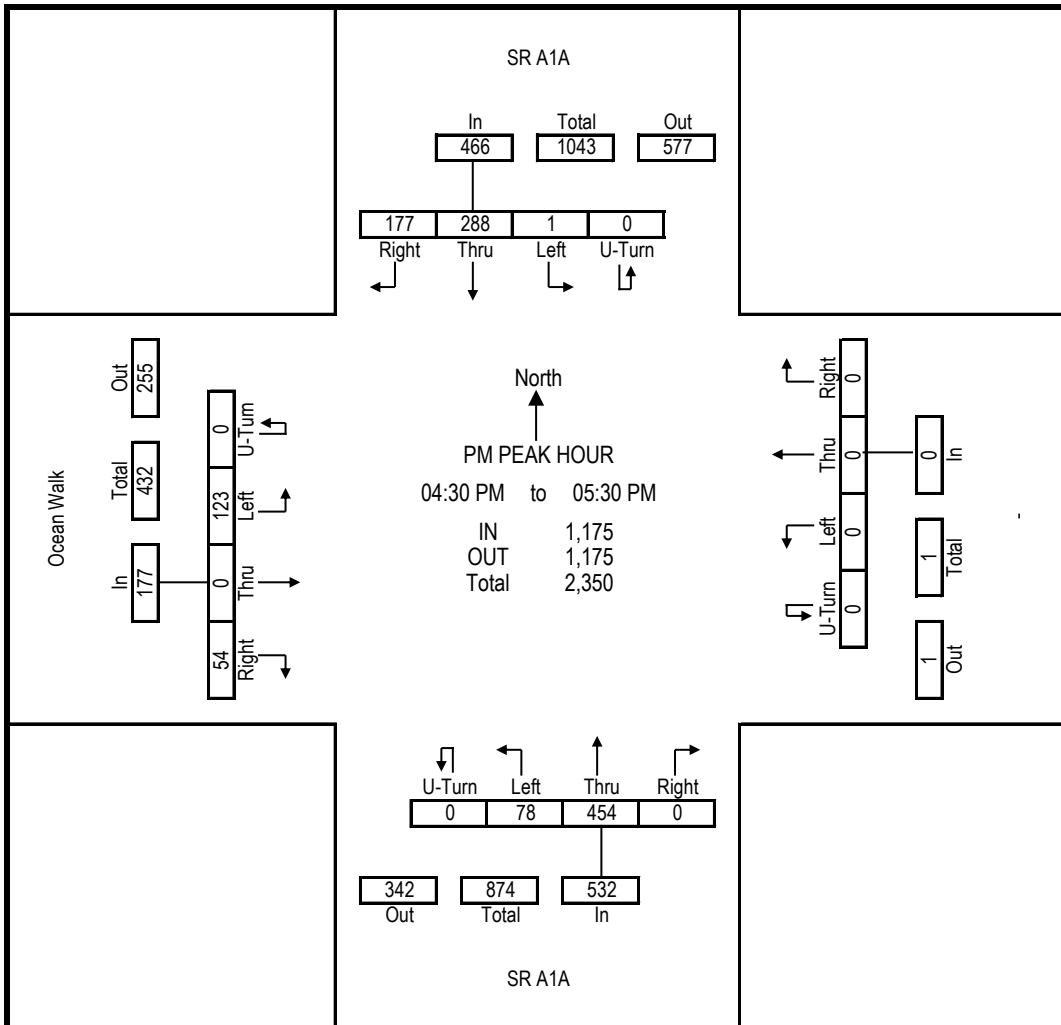 SR A1A
In Total Out
466 1043 577
177 288 1 0
Right Thru Left U-Turn
Ocean Walk
Out
255
Total
432
In
177
0
U-Turn
123
Left
0
Thru
54
Right
North
PM PEAK HOUR
04:30 PM to 05:30 PM
IN 1,175
OUT 1,175
Total 2,350
Right
0
Thru
0
Left
0
U-Turn
0
0
In
1
Total
1
Out
-
U-Turn Left Thru Right
0 78 454 0
342 874 532
Out Total In
SR A1A